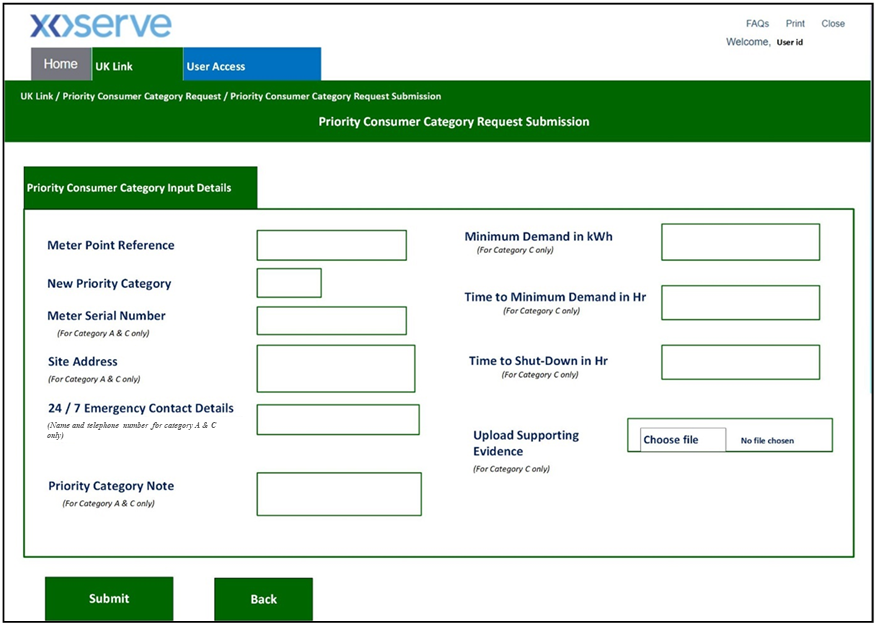 xoserve
FAQs Print Close
Welcome, User id
Home UK Link User Access
UK Link / Priority Consumer Category Request / Priority Consumer Category Request Submission
Priority Consumer Category Request Submission
Priority Consumer Category Input Details
Meter Point Reference
New Priority Category
Meter Serial Number
(For Category A & C only)
Site Address
(For Category A & C only)
24 / 7 Emergency Contact Details
(Name and telephone number for category A & C
only)
Priority Category Note
(For Category A & C only)
Minimum Demand in kWh
(For Category C only)
Time to Minimum Demand in Hr
(For Category C only)
Time to Shut-Down in Hr
(For Category C only)
Upload Supporting
Evidence
(For Category C only)
Choose file No file chosen
Submit Back